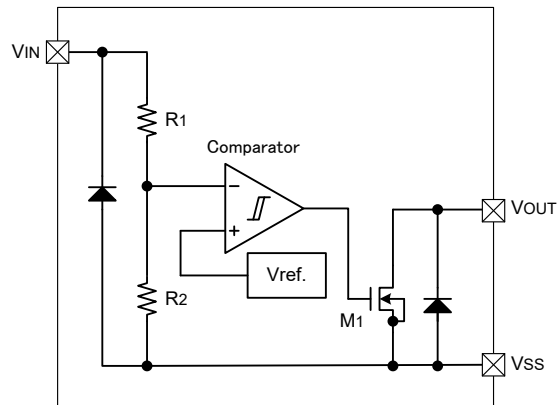 VIN
R1
Comparator
−
+
VOUT
Vref.
R2
M1
VSS